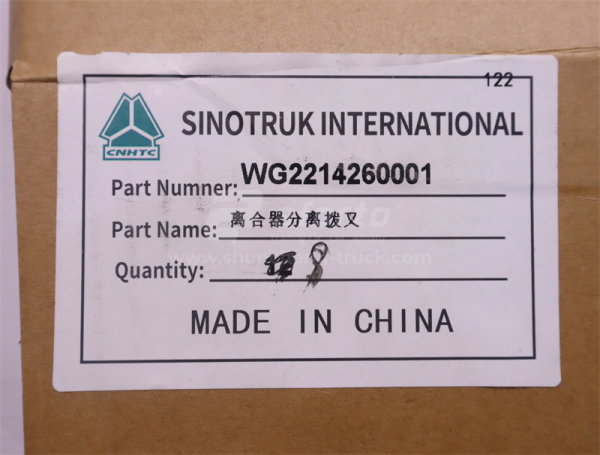 122
CNHTC
SINOTRUK INTERNATIONAL
Part Numner: WG2214260001
Part Name: 离合器分离拨叉
Quantity: 8
MADE IN CHINA